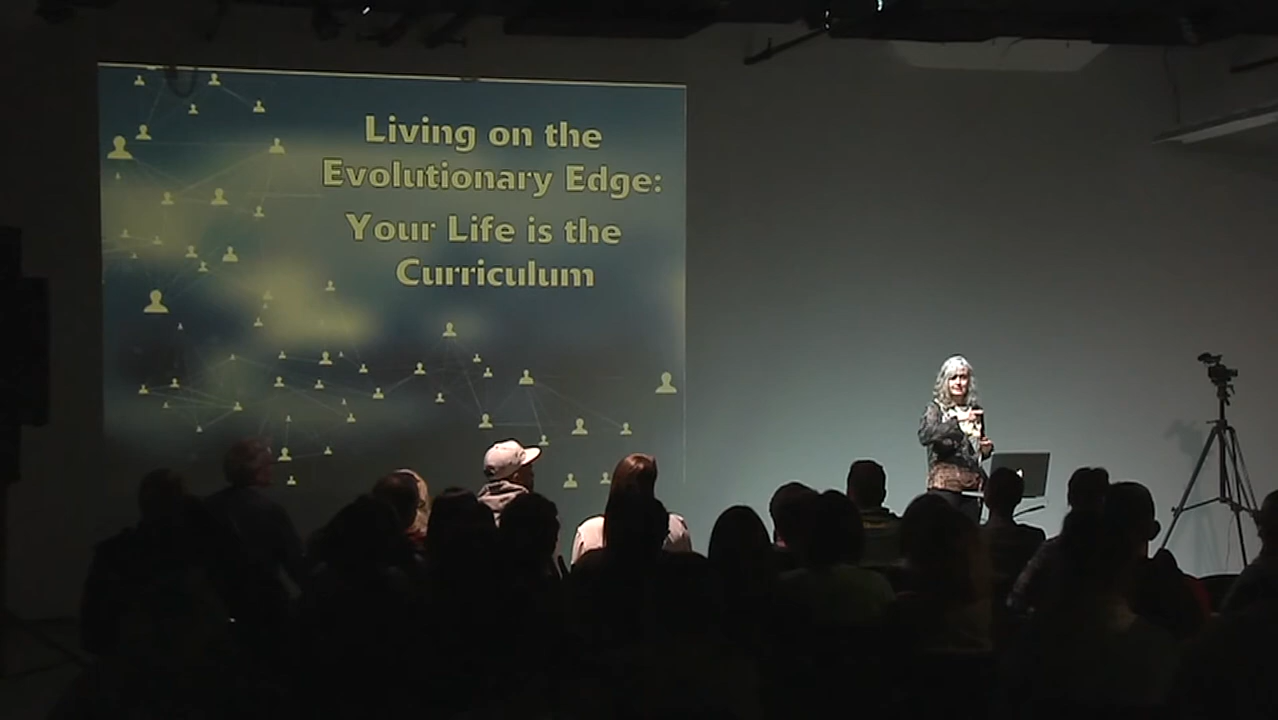 Living on the
Evolutionary Edge:
Your Life is the
Curriculum